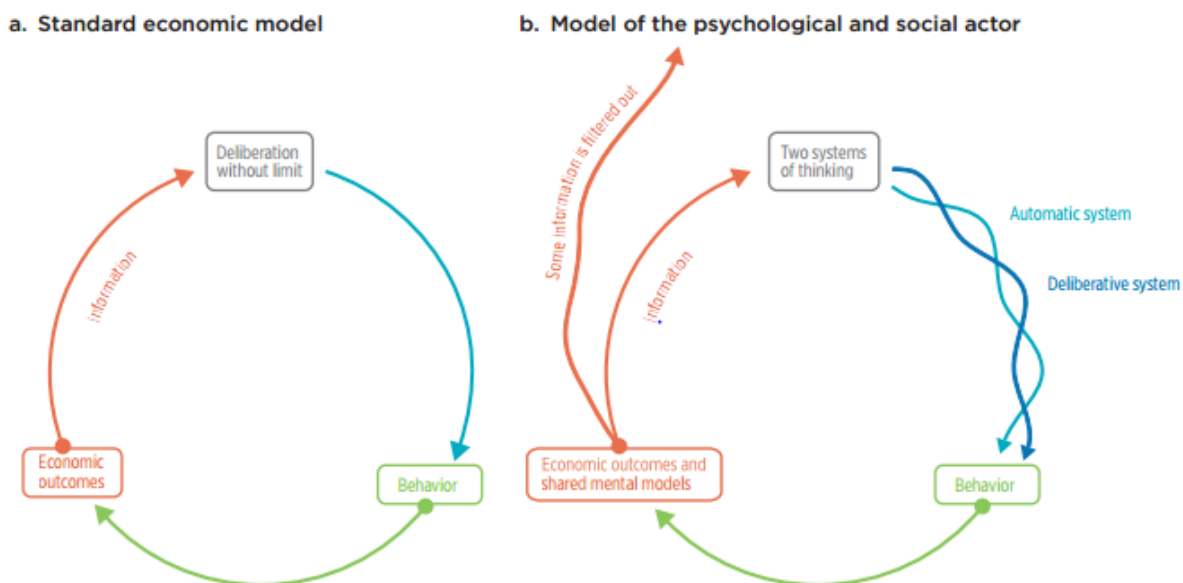 a. Standard economic model
Deliberation
without limit
Information
Economic
outcomes
Behavior
b. Model of the psychological and social actor
Some information is filtered out
Two systems
of thinking
Automatic system
Deliberative system
Information
Economic outcomes and
shared mental models
Behavior